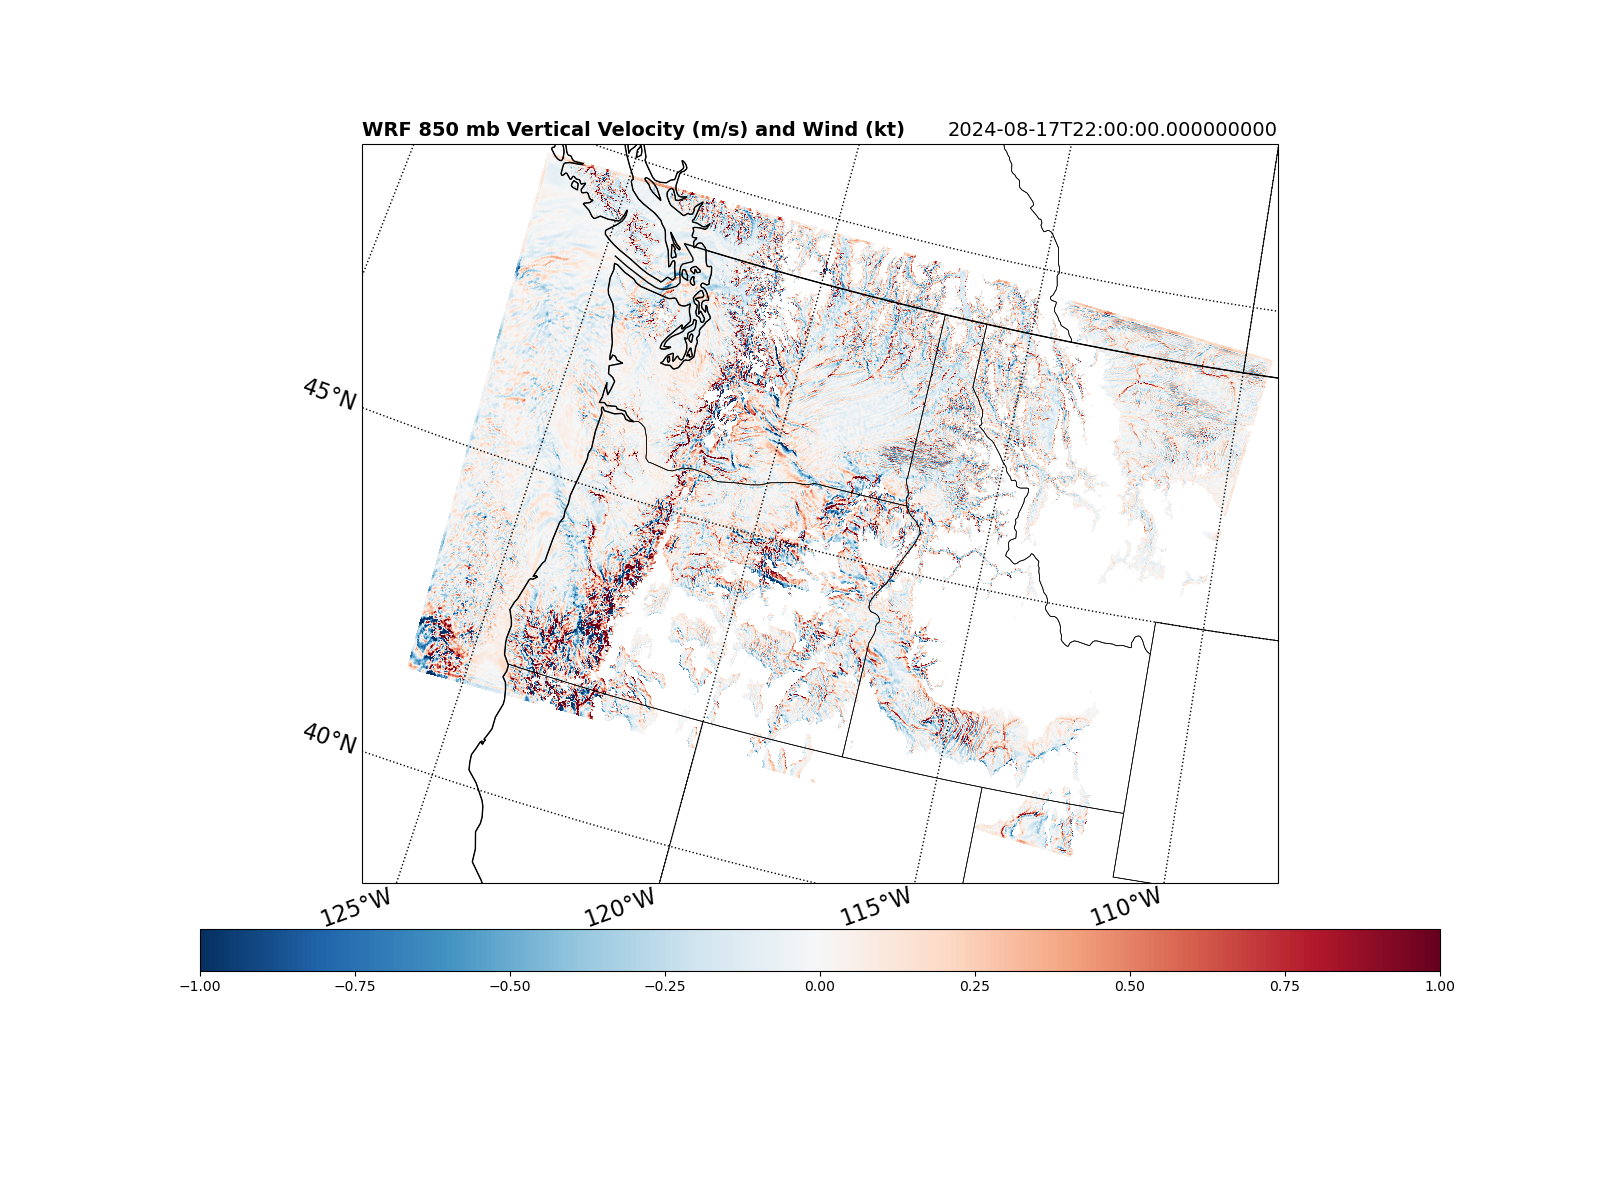 WRF 850 mb Vertical Velocity (m/s) and Wind (kt) 2024-08-17T22:00:00.000000000
45°N
40°N
125°W 120°W 115°W 110°W
−1.00 −0.75 −0.50 −0.25 0.00 0.25 0.50 0.75 1.00